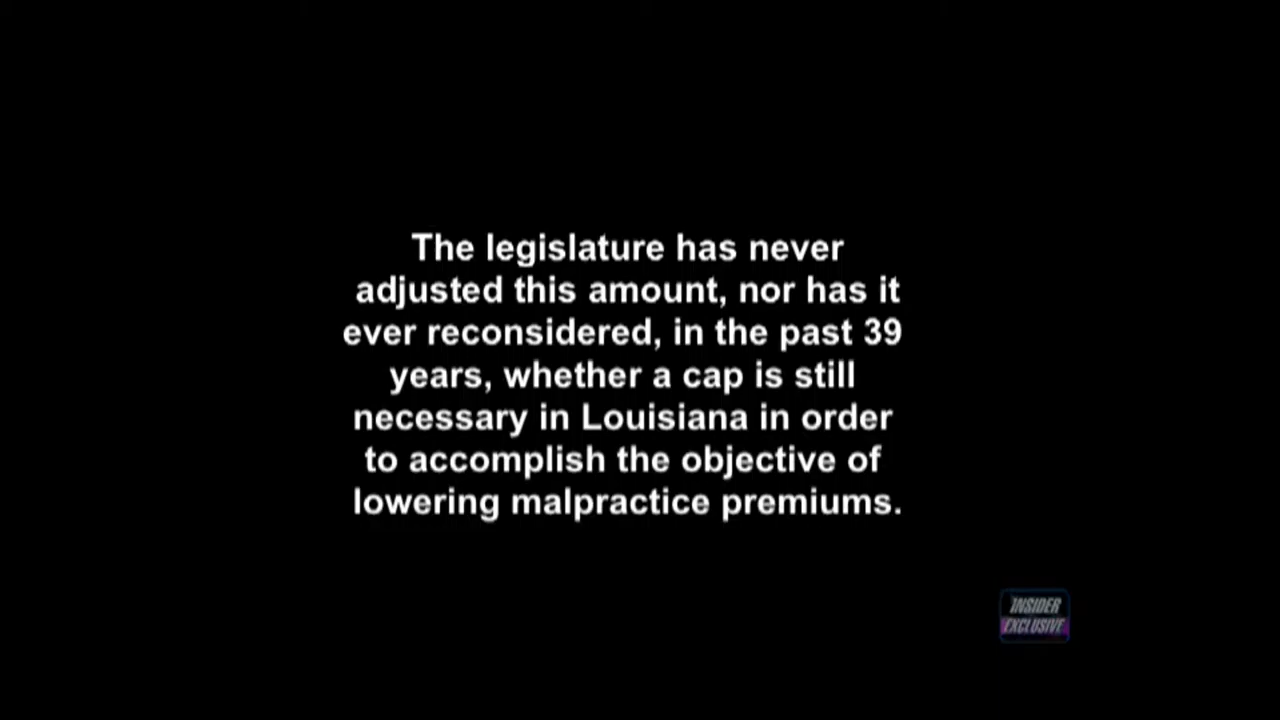 The legislature has never
adjusted this amount, nor has it
ever reconsidered, in the past 39
years, whether a cap is still
necessary in Louisiana in order
to accomplish the objective of
lowering malpractice premiums.
INSIDER
EXCLUSIVE